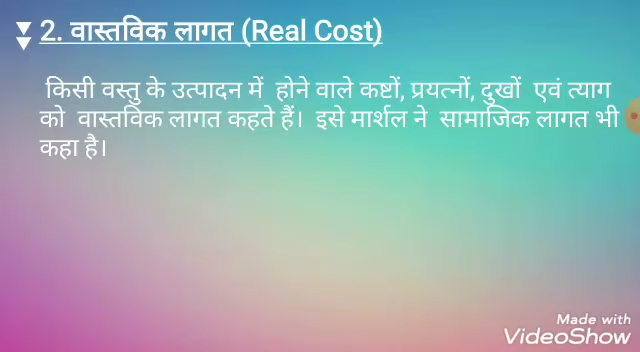 2. वास्तविक लागत (Real Cost)
किसी वस्तु के उत्पादन में होने वाले कष्टों, प्रयत्नों, दुखों एवं त्याग
को वास्तविक लागत कहते हैं। इसे मार्शल ने सामाजिक लागत भी
कहा है।
Made with
VideoShow